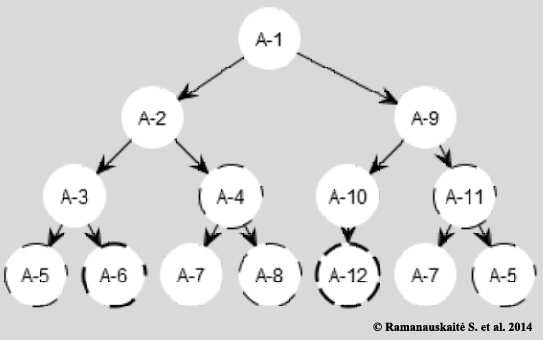 A-1
A-2 A-9
A-3 A-4 A-10 A-11
A-5 A-6 A-7 A-8 A-12 A-7 A-5
© Ramanauskaitė S. et al. 2014